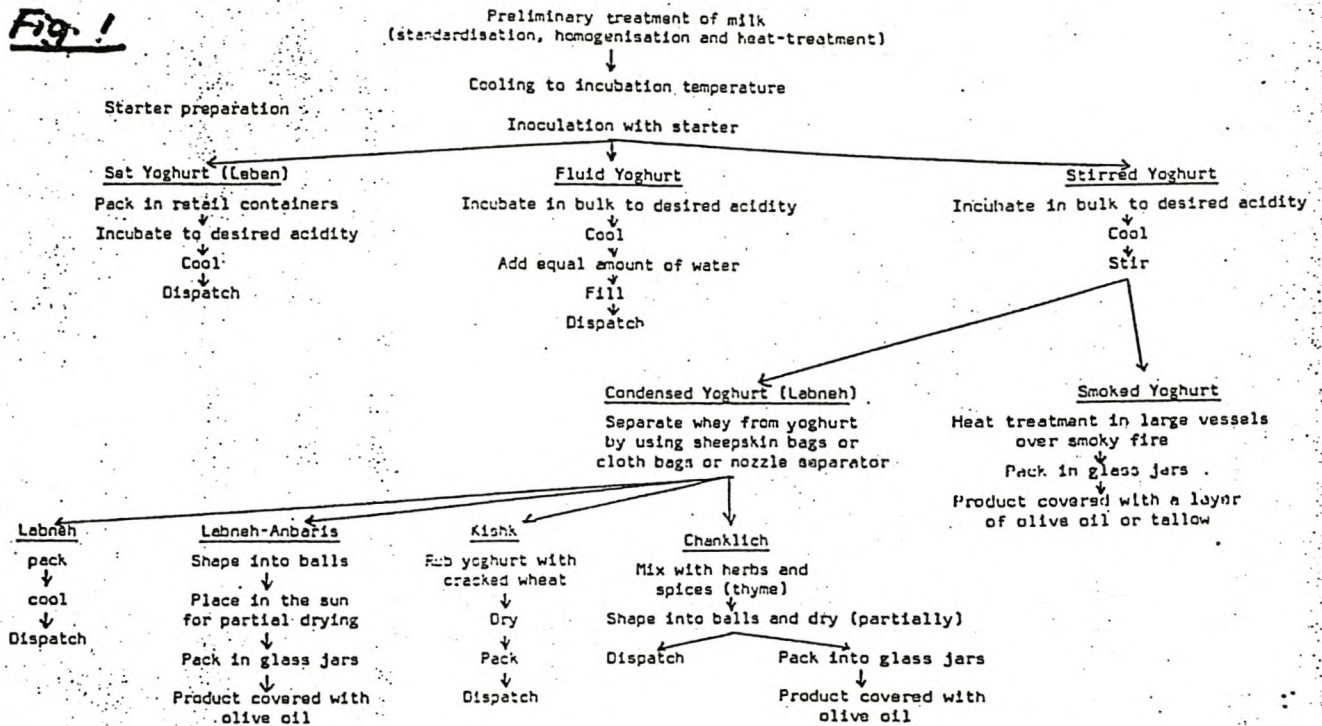 Fig. 1
Preliminary treatment of milk
(standardisation, homogenisation and heat-treatment)
Cooling to incubation temperature
Starter preparation
Inoculation with starter
Set Yoghurt (Leben)
Pack in retail containers
Incubate to desired acidity
Cool
Dispatch
Fluid Yoghurt
Incubate in bulk to desired acidity
Cool
Add equal amount of water
Fill
Dispatch
Stirred Yoghurt
Incubate in bulk to desired acidity
Cool
Stir
Condensed Yoghurt (Labneh)
Separate whey from yoghurt
by using sheepskin bags or
cloth bags or nozzle separator
Smoked Yoghurt
Heat treatment in large vessels
over smoky fire
Pack in glass jars
Product covered with a layer
of olive oil or tallow
Labneh
pack
cool
Dispatch
Labneh-Anbaris
Shape into balls
Place in the sun
for partial drying
Pack in glass jars
Product covered with
olive oil
Kishk
Rub yoghurt with
cracked wheat
Dry
Pack
Dispatch
Chanklich
Mix with herbs and
spices (thyme)
Shape into balls and dry (partially)
Dispatch
Pack into glass jars
Product covered with
olive oil